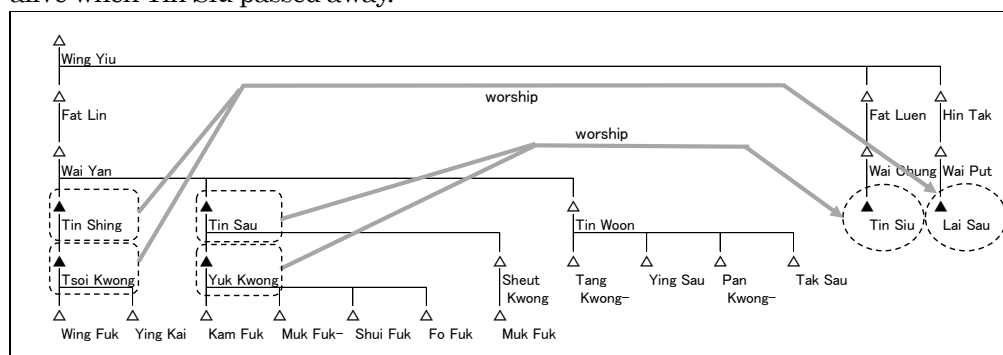 alive when Tin Siu passed away.
Wing Yiu
worship
Fat Lin
Fat Luen
Hin Tak
worship
Wai Yan
Wai Chung
Wai Put
Tin Shing
Tin Sau
Tin Woon
Tin Siu
Lai Sau
Tsoi Kwong
Yuk Kwong
Sheut
Kwong
Tang
Kwong-
Ying Sau
Pan
Kwong-
Tak Sau
Wing Fuk
Ying Kai
Kam Fuk
Muk Fuk-
Shui Fuk
Fo Fuk
Muk Fuk